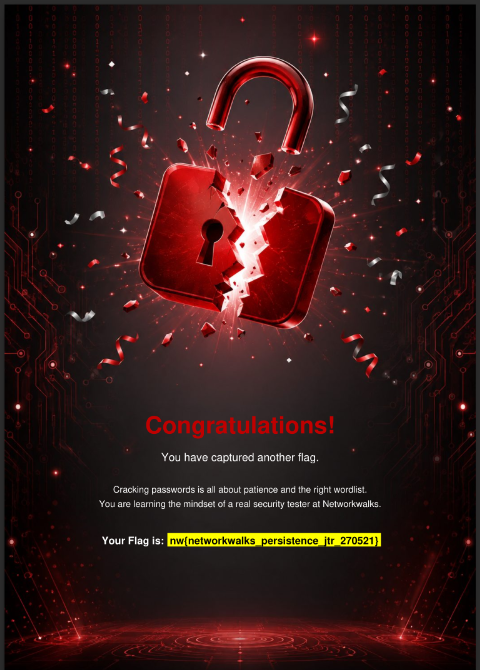 Congratulations!
You have captured another flag.
Cracking passwords is all about patience and the right wordlist.
You are learning the mindset of a real security tester at Networkwalks.
Your Flag is: nw{networkwalks_persistence_jtr_270521}